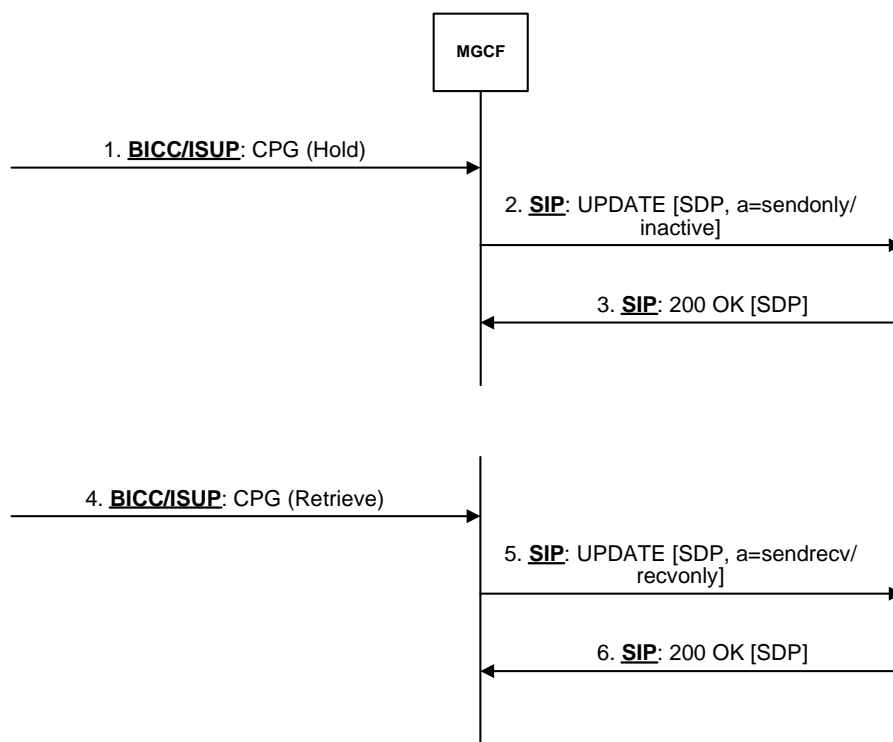 MGCF
1. BICC/ISUP: CPG (Hold)
2. SIP: UPDATE [SDP, a=sendonly/
inactive]
3. SIP: 200 OK [SDP]
4. BICC/ISUP: CPG (Retrieve)
5. SIP: UPDATE [SDP, a=sendrecv/
recvonly]
6. SIP: 200 OK [SDP]